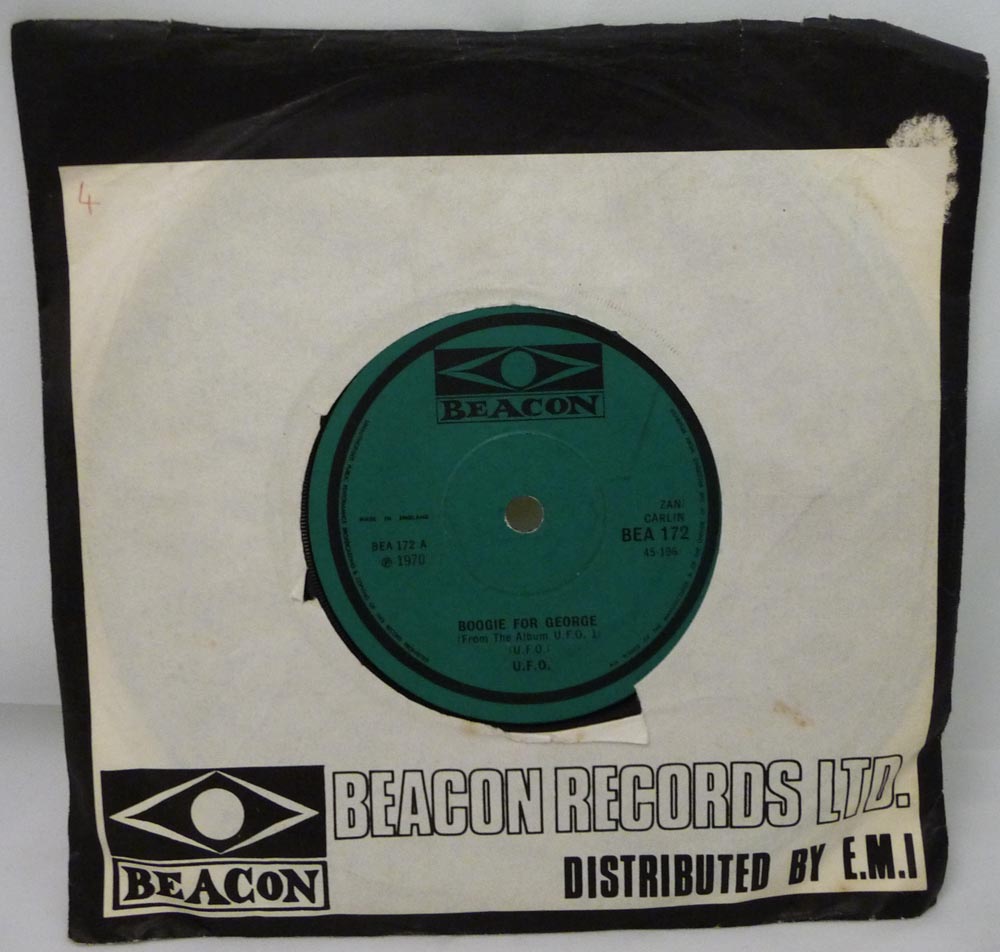 4
BEACON
MADE IN ENGLAND
BEA 172 A
℗ 1970
ZANI
CARLIN
BEA 172
45-196
BOOGIE FOR GEORGE
(From The Album U.F.O. 1)
(U.F.O.)
U.F.O.
BEACON RECORDS LTD.
DISTRIBUTED BY E.M.I
BEACON